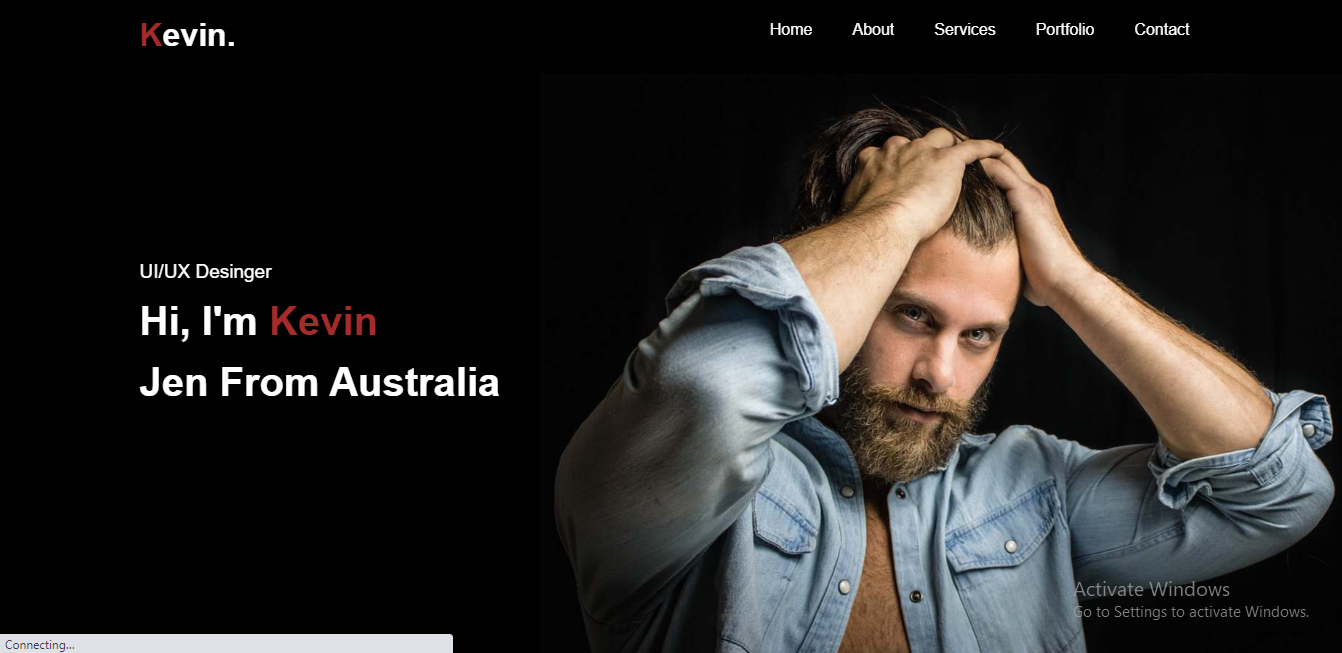 Kevin.
Home About Services Portfolio Contact
UI/UX Desinger
Hi, I'm Kevin
Jen From Australia
Activate Windows
Go to Settings to activate Windows.
Connecting...